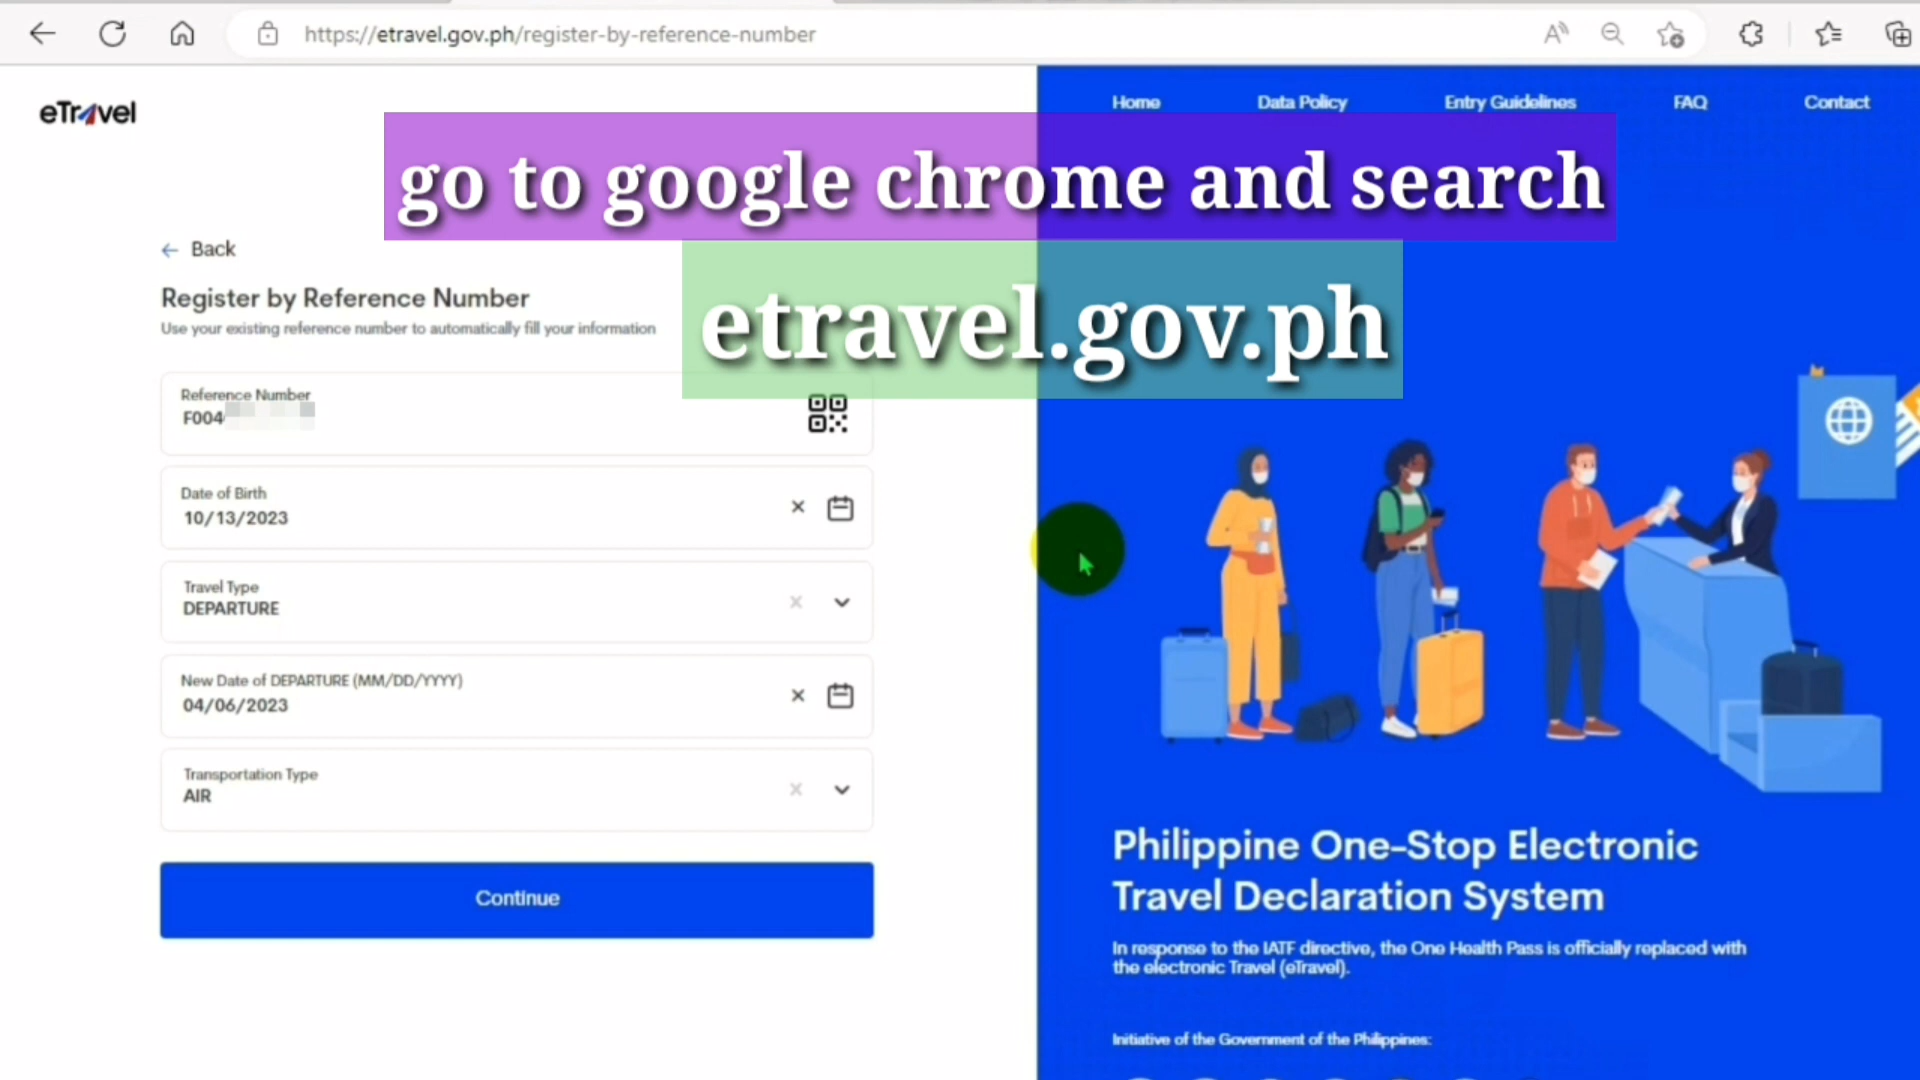 https://etravel.gov.ph/register-by-reference-number
eTravel
Home Data Policy Entry Guidelines FAQ Contact
go to google chrome and search
etravel.gov.ph
Back
Register by Reference Number
Use your existing reference number to automatically fill your information
Reference Number
F004
Date of Birth
10/13/2023
Travel Type
DEPARTURE
New Date of DEPARTURE (MM/DD/YYYY)
04/06/2023
Transportation Type
AIR
Continue
Philippine One-Stop Electronic
Travel Declaration System
In response to the IATF directive, the One Health Pass is officially replaced with
the electronic Travel (eTravel).
Initiative of the Government of the Philippines: